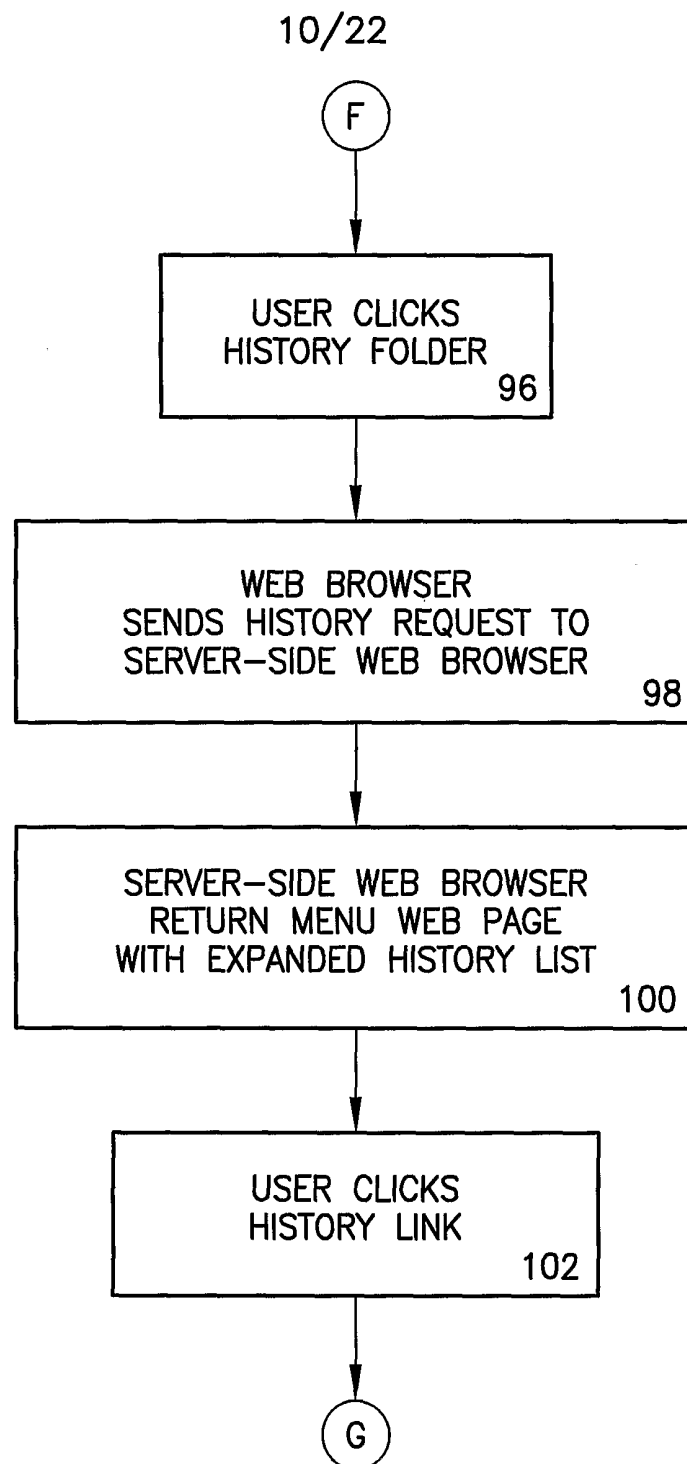 10/22
F
USER CLICKS
HISTORY FOLDER
96
WEB BROWSER
SENDS HISTORY REQUEST TO
SERVER-SIDE WEB BROWSER
98
SERVER-SIDE WEB BROWSER
RETURN MENU WEB PAGE
WITH EXPANDED HISTORY LIST
100
USER CLICKS
HISTORY LINK
102
G